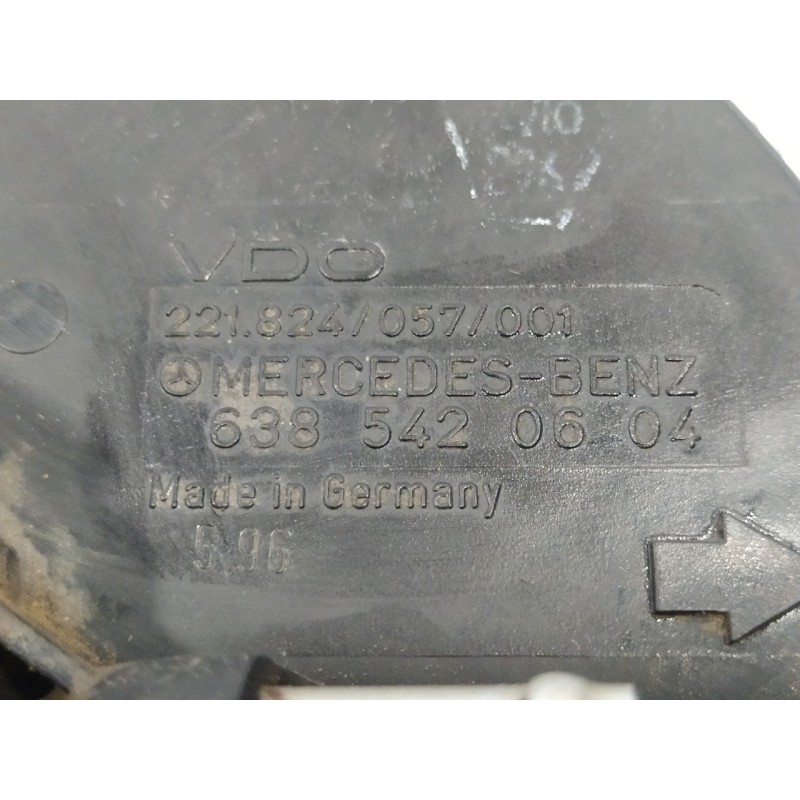 VDO
221.824/057/001
MERCEDES-BENZ
638 542 06 04
Made in Germany
5.96